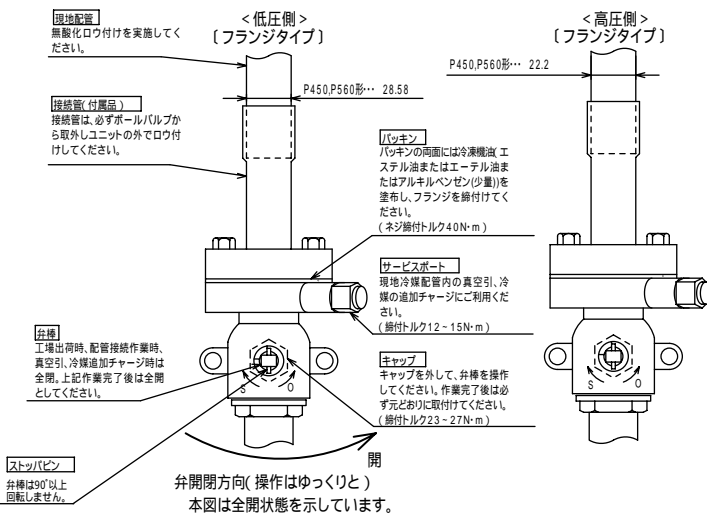 現地配管
無酸化ロウ付けを実施してく
ださい。
接続管(付属品)
接続管は、必ずボールバルブか
ら取外しユニットの外でロウ付
けしてください。
弁棒
工場出荷時、配管接続作業時、
真空引、冷媒追加チャージ時は
全閉。上記作業完了後は全開
としてください。
ストッパピン
弁棒は90°以上
回転しません。
<低圧側>
〔フランジタイプ〕
P450,P560形… 28.58
パッキン
パッキンの両面には冷凍機油(エ
ステル油またはエーテル油ま
たはアルキルベンゼン(少量))を
塗布し、フランジを締付けてく
ださい。
(ネジ締付トルク40N・m)
サービスポート
現地冷媒配管内の真空引、冷
媒の追加チャージにご利用くだ
さい。
(締付トルク12~15N・m)
キャップ
キャップを外して、弁棒を操作
してください。作業完了後は必
ず元どおりに取付けてください。
(締付トルク23~27N・m)
S O
開
弁開閉方向(操作はゆっくりと)
本図は全開状態を示しています。
<高圧側>
〔フランジタイプ〕
P450,P560形… 22.2
S O